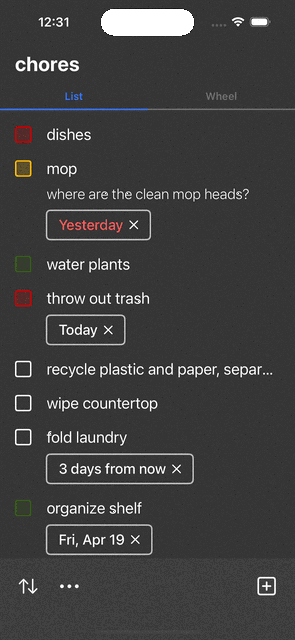 12:31
chores
List Wheel
dishes
mop
where are the clean mop heads?
Yesterday ×
water plants
throw out trash
Today ×
recycle plastic and paper, separ...
wipe countertop
fold laundry
3 days from now ×
organize shelf
Fri, Apr 19 ×